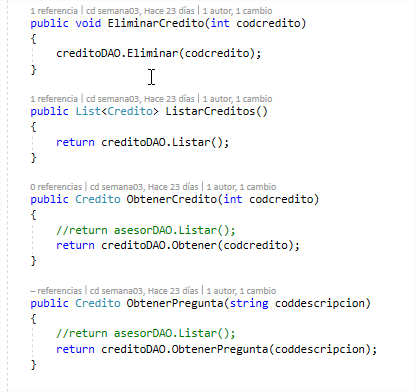 1 referencia | cd semana03, Hace 23 días | 1 autor, 1 cambio
public void EliminarCredito(int codcredito)
{
creditoDAO.Eliminar(codcredito);
}
1 referencia | cd semana03, Hace 23 días | 1 autor, 1 cambio
public List<Credito> ListarCreditos()
{
return creditoDAO.Listar();
}
0 referencias | cd semana03, Hace 23 días | 1 autor, 1 cambio
public Credito ObtenerCredito(int codcredito)
{
//return asesorDAO.Listar();
return creditoDAO.Obtener(codcredito);
}
– referencias | cd semana03, Hace 23 días | 1 autor, 1 cambio
public Credito ObtenerPregunta(string coddescripcion)
{
//return asesorDAO.Listar();
return creditoDAO.ObtenerPregunta(coddescripcion);
}